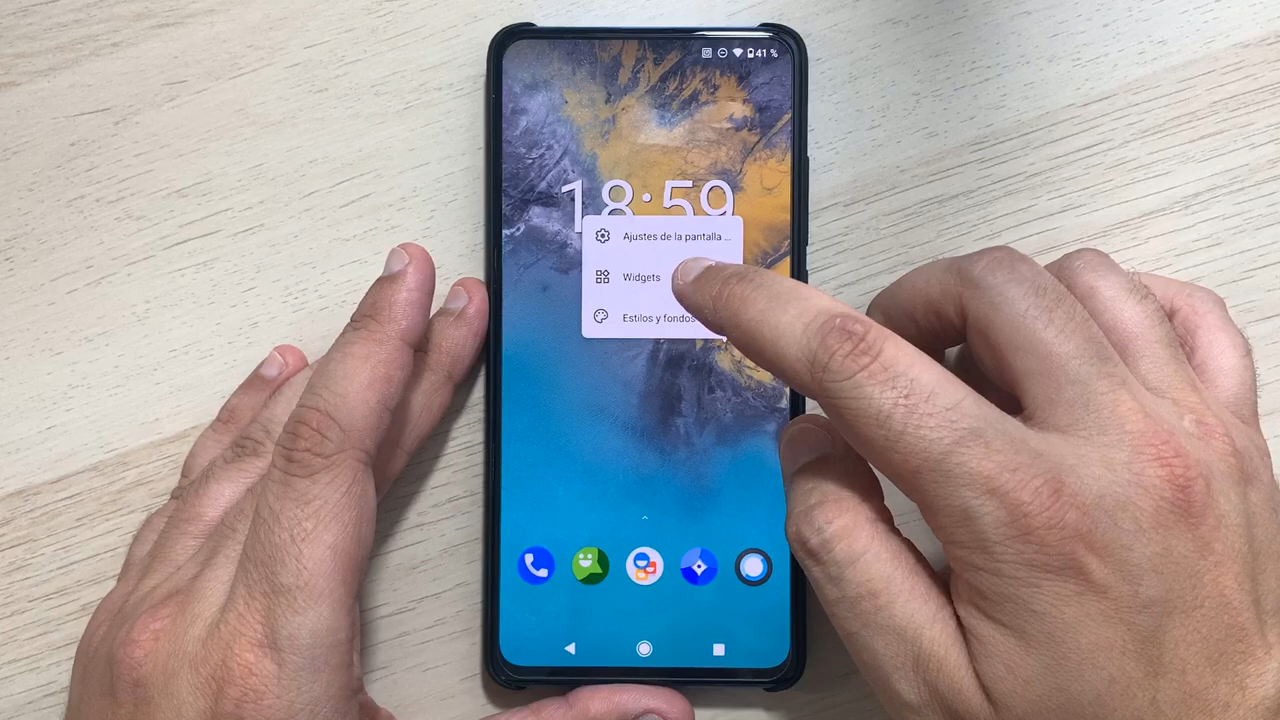 41 %
18:59
Ajustes de la pantalla ...
Widgets
Estilos y fondos